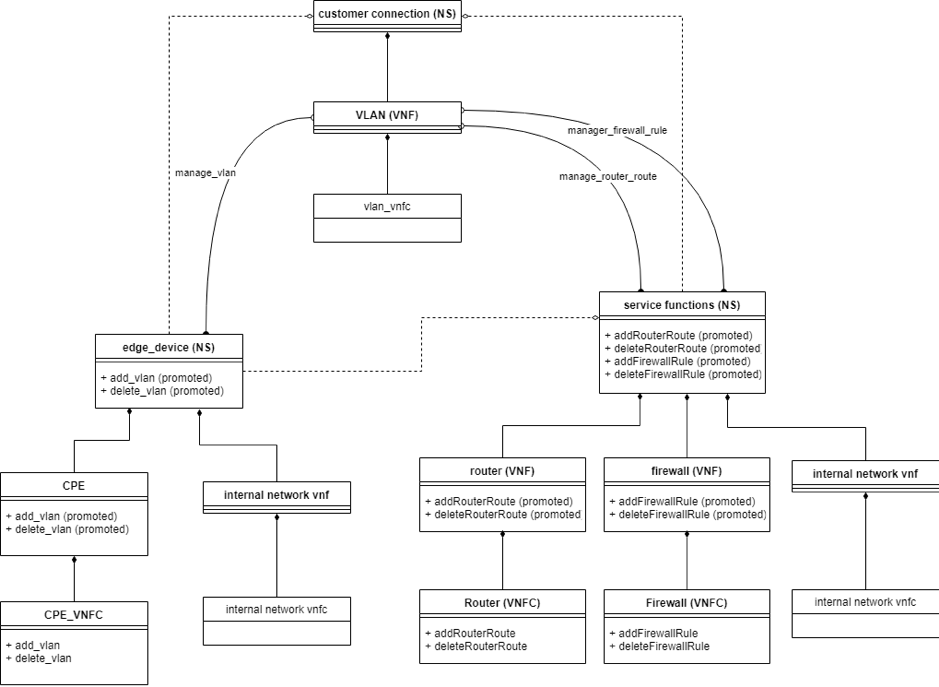 customer connection (NS)
VLAN (VNF)
manager_firewall_rule
manage_vlan
manage_router_route
vlan_vnfc
service functions (NS)
+ addRouterRoute (promoted)
+ deleteRouterRoute (promoted
+ addFirewallRule (promoted)
+ deleteFirewallRule (promoted)
edge_device (NS)
+ add_vlan (promoted)
+ delete_vlan (promoted)
CPE
+ add_vlan (promoted)
+ delete_vlan (promoted)
internal network vnf
router (VNF)
+ addRouterRoute (promoted)
+ deleteRouterRoute (promoted
firewall (VNF)
+ addFirewallRule (promoted)
+ deleteFirewallRule (promoted)
internal network vnf
CPE_VNFC
+ add_vlan
+ delete_vlan
internal network vnfc
Router (VNFC)
+ addRouterRoute
+ deleteRouterRoute
Firewall (VNFC)
+ addFirewallRule
+ deleteFirewallRule
internal network vnfc